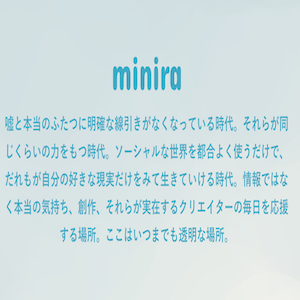 minira
嘘と本当のふたつに明確な線引きがなくなっている時代。それらが同
じくらいの力をもつ時代。ソーシャルな世界を都合よく使うだけで、
だれもが自分の好きな現実だけをみて生きていける時代。情報ではな
く本当の気持ち、創作、それらが実在するクリエイターの毎日を応援
する場所。ここはいつまでも透明な場所。